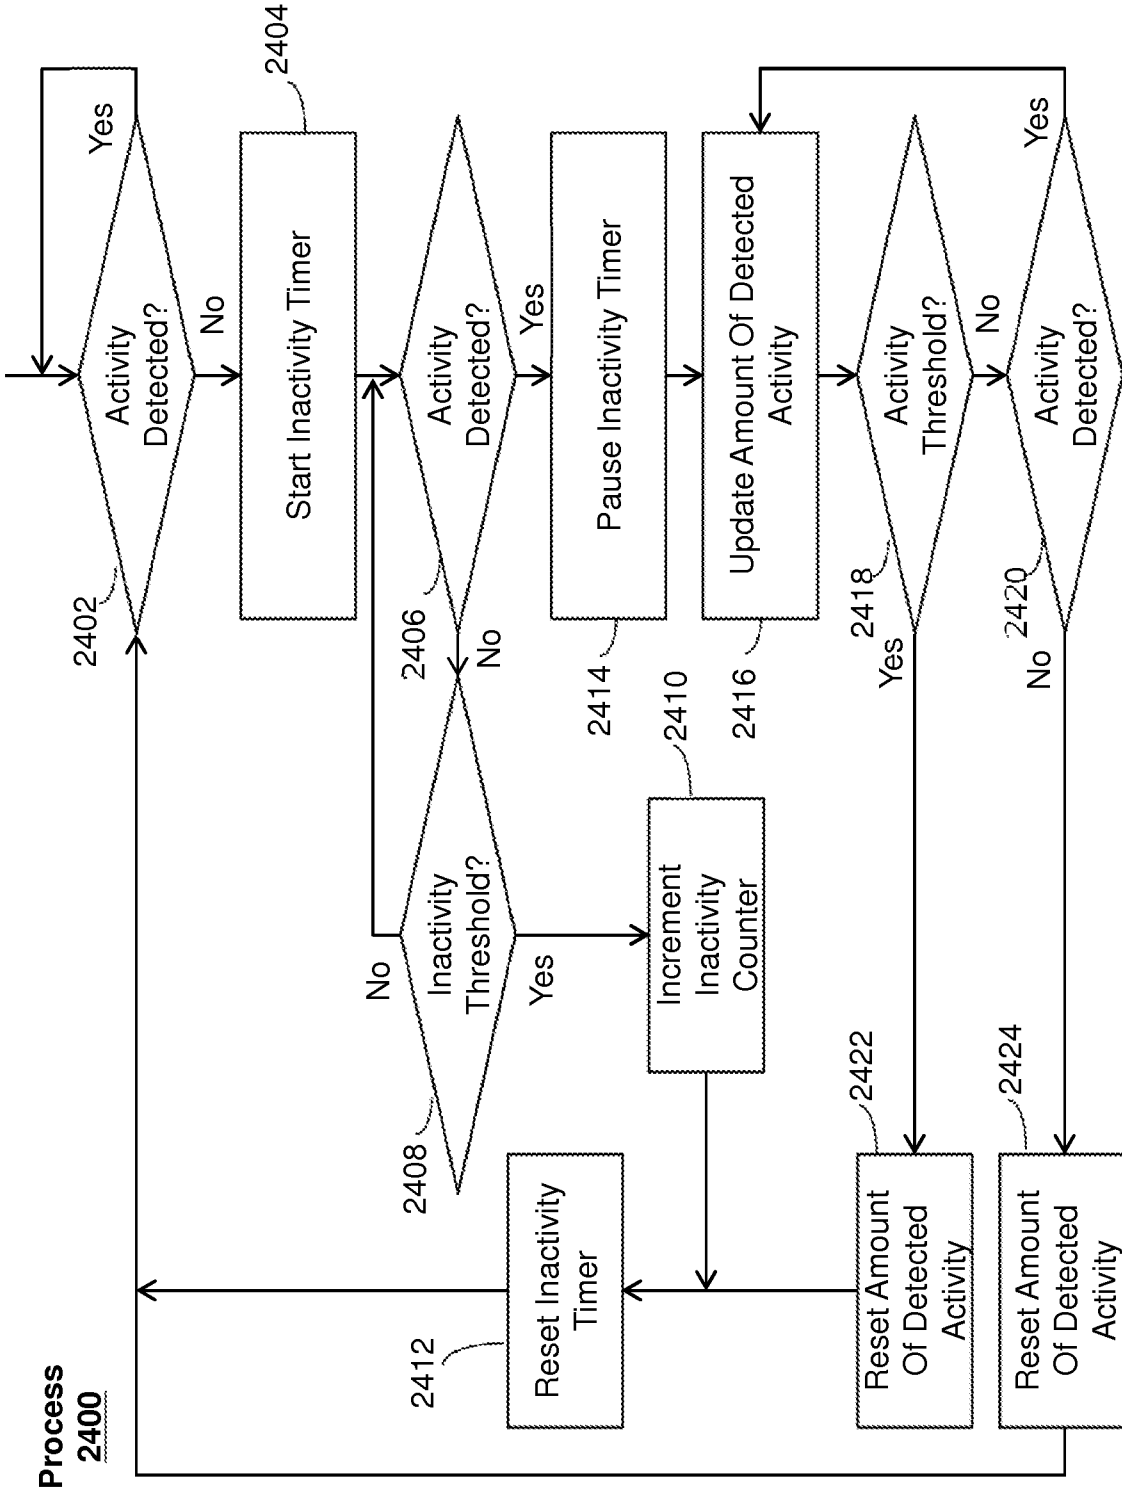 Process
2400
Yes
Activity
Detected?
2402
No
2404
Start Inactivity Timer
Activity
Detected?
2406
No
Yes
Inactivity
Threshold?
2408
No
Yes
2410
Increment
Inactivity
Counter
2412
Reset Inactivity
Timer
Pause Inactivity Timer
2414
Update Amount Of Detected
Activity
2416
Activity
Threshold?
2418
Yes
No
Activity
Detected?
2420
Yes
No
2422
Reset Amount
Of Detected
Activity
2424
Reset Amount
Of Detected
Activity